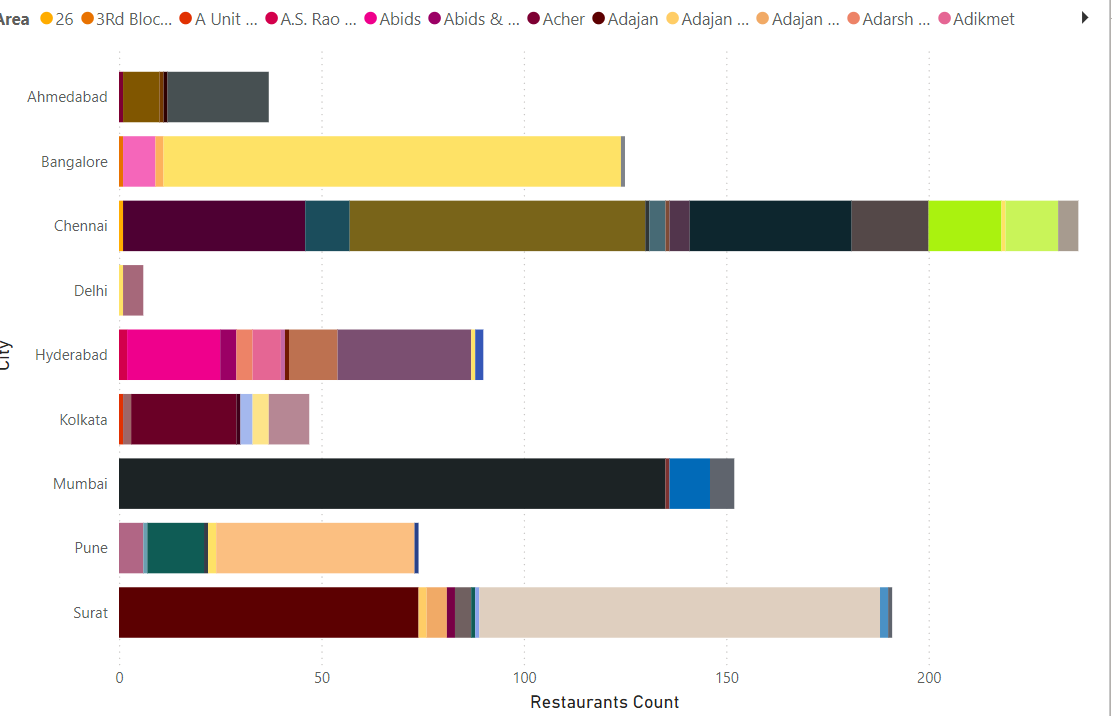 Area 26 3Rd Bloc... A Unit ... A.S. Rao ... Abids Abids & ... Acher Adajan Adajan ... Adajan ... Adarsh ... Adikmet
Ahmedabad
Bangalore
Chennai
Delhi
Hyderabad
Kolkata
Mumbai
Pune
Surat
City
0 50 100 150 200
Restaurants Count